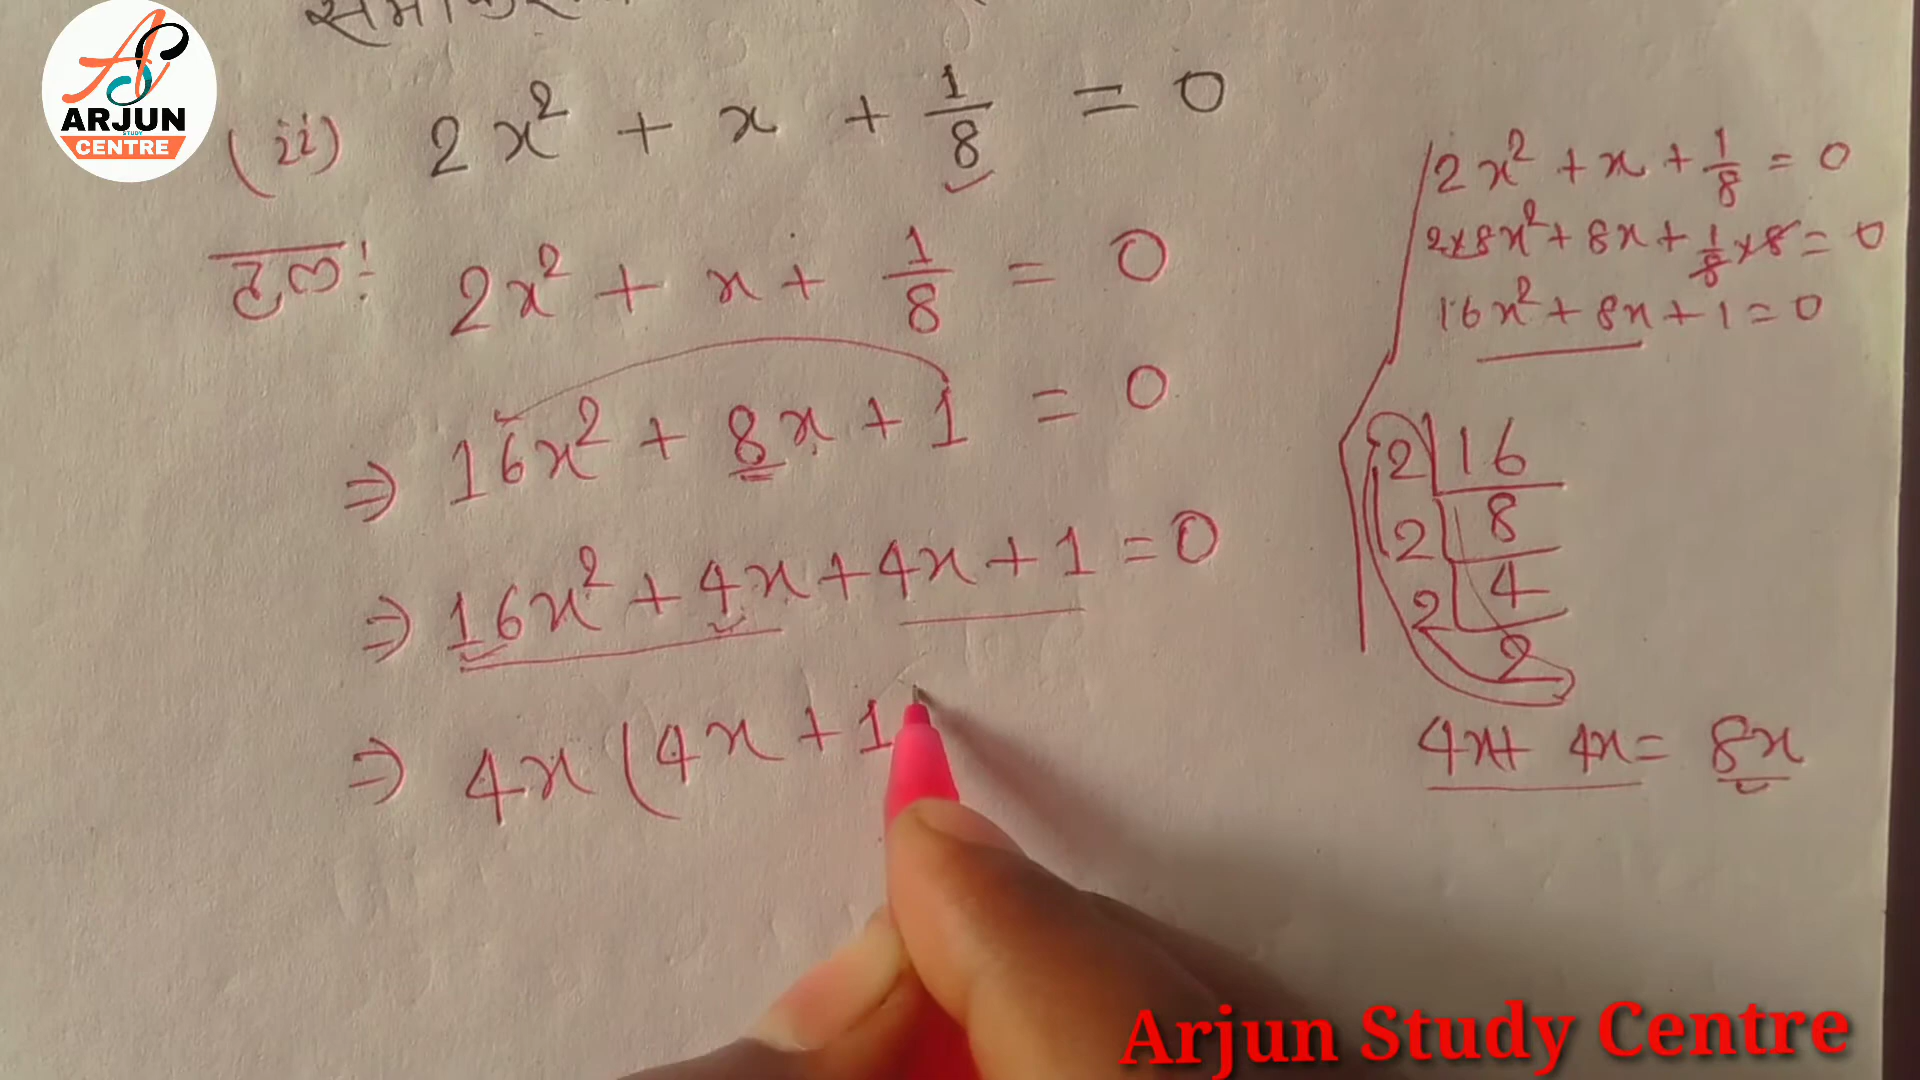 ARJUN
STUDY
CENTRE
(ii) 2x² + x + 1/8 = 0
हल: 2x² + x + 1/8 = 0
⇒ 16x² + 8x + 1 = 0
⇒ 16x² + 4x + 4x + 1 = 0
⇒ 4x (4x + 1
2x² + x + 1/8 = 0
2×8x² + 8x + 1/8 × 8 = 0
16x² + 8x + 1 = 0
2 | 16
2 | 8
2 | 4
2
4x + 4x = 8x
Arjun Study Centre